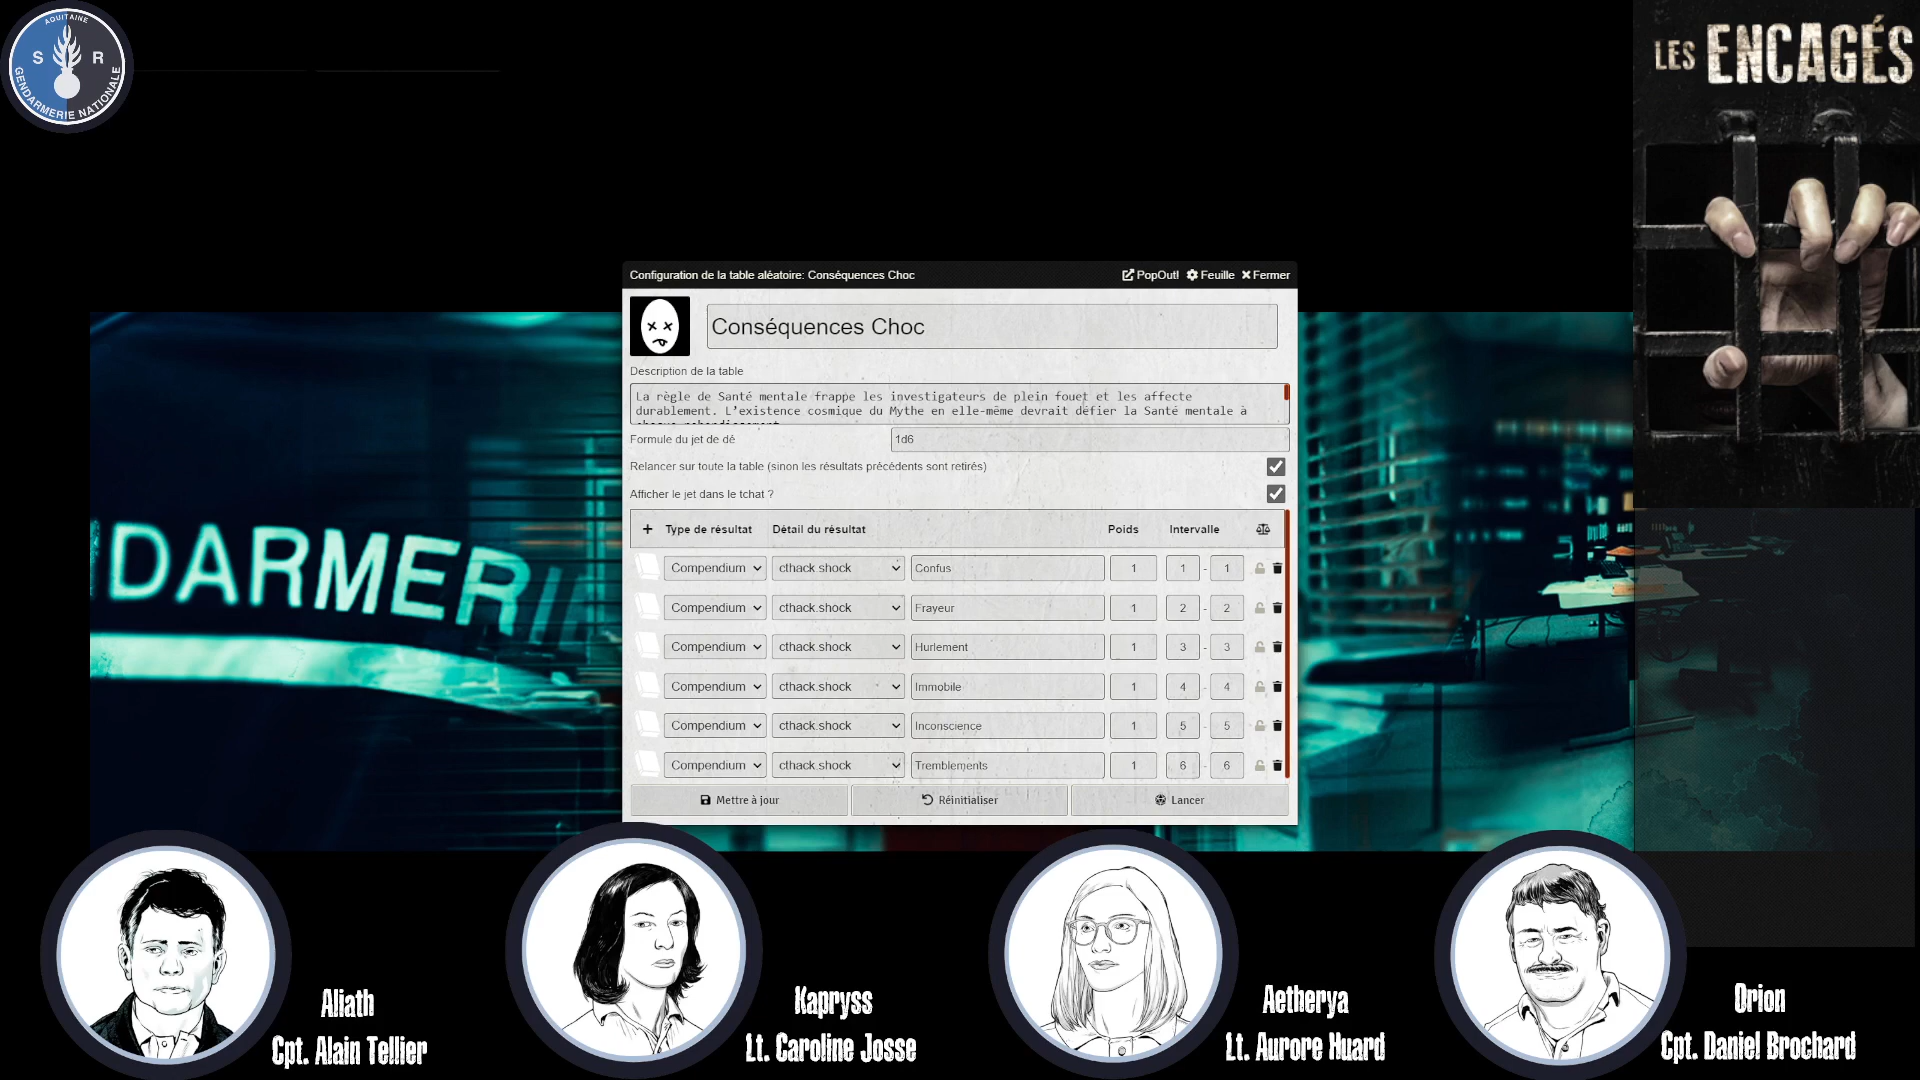 AQUITAINE
S R
GENDARMERIE NATIONALE
LES ENCAGÉS
Configuration de la table aléatoire: Conséquences Choc
PopOut! Feuille Fermer
Conséquences Choc
Description de la table
La règle de Santé mentale frappe les investigateurs de plein fouet et les affecte
durablement. L'existence cosmique du Mythe en elle-même devrait défier la Santé mentale à
Formule du jet de dé 1d6
Relancer sur toute la table (sinon les résultats précédents sont retirés)
Afficher le jet dans le tchat ?
+ Type de résultat Détail du résultat Poids Intervalle
Compendium cthack.shock Confus 1 1 - 1
Compendium cthack.shock Frayeur 1 2 - 2
Compendium cthack.shock Hurlement 1 3 - 3
Compendium cthack.shock Immobile 1 4 - 4
Compendium cthack.shock Inconscience 1 5 - 5
Compendium cthack.shock Tremblements 1 6 - 6
Mettre à jour Réinitialiser Lancer
DARMERI
Aliath
Cpt. Alain Tellier
Kapryss
Lt. Caroline Josse
Aetherya
Lt. Aurore Huard
Orion
Cpt. Daniel Brochard